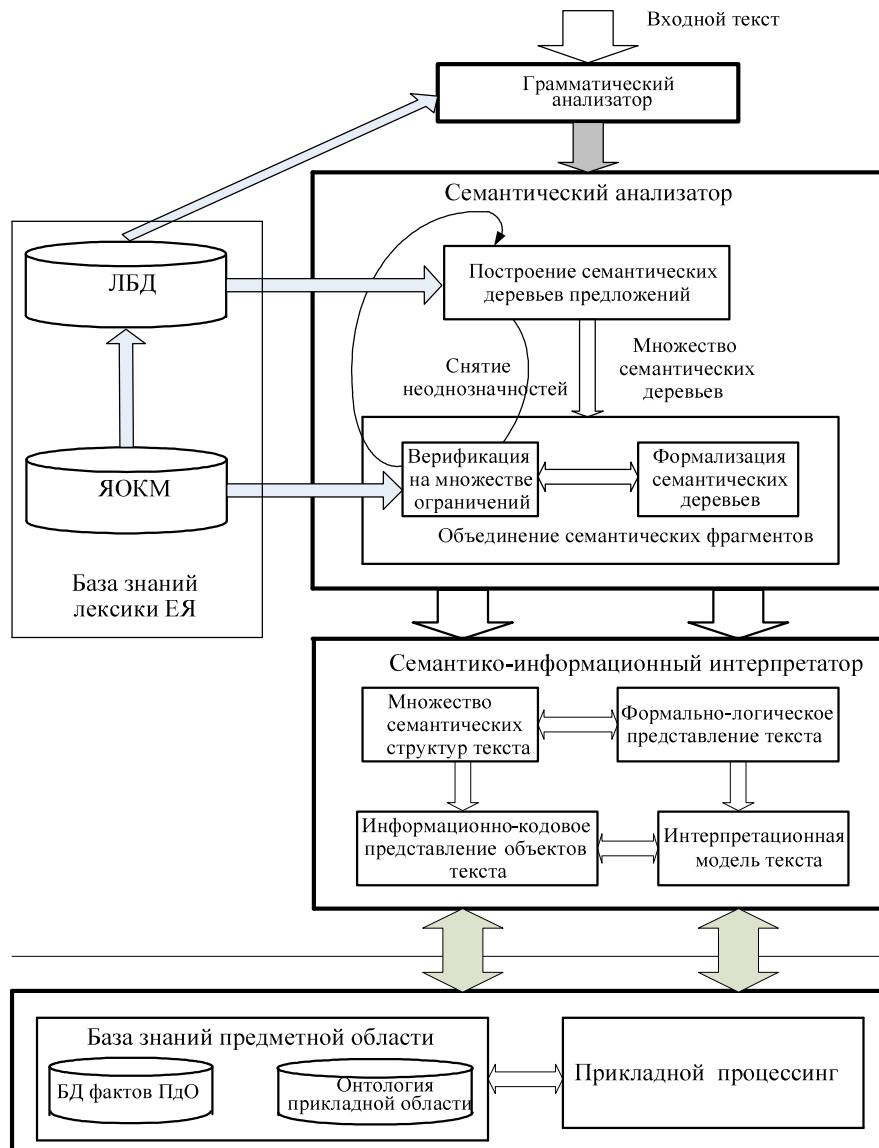 Входной текст
Грамматический
анализатор
Семантический анализатор
ЛБД
Построение семантических
деревьев предложений
Снятие
неоднозначностей
Множество
семантических
деревьев
ЯОКМ
Верификация
на множестве
ограничений
Формализация
семантических
деревьев
Объединение семантических фрагментов
База знаний
лексики ЕЯ
Семантико-информационный интерпретатор
Множество
семантических
структур текста
Формально-логическое
представление текста
Информационно-кодовое
представление объектов
текста
Интерпретационная
модель текста
База знаний предметной области
БД фактов ПдО
Онтология
прикладной области
Прикладной процессинг